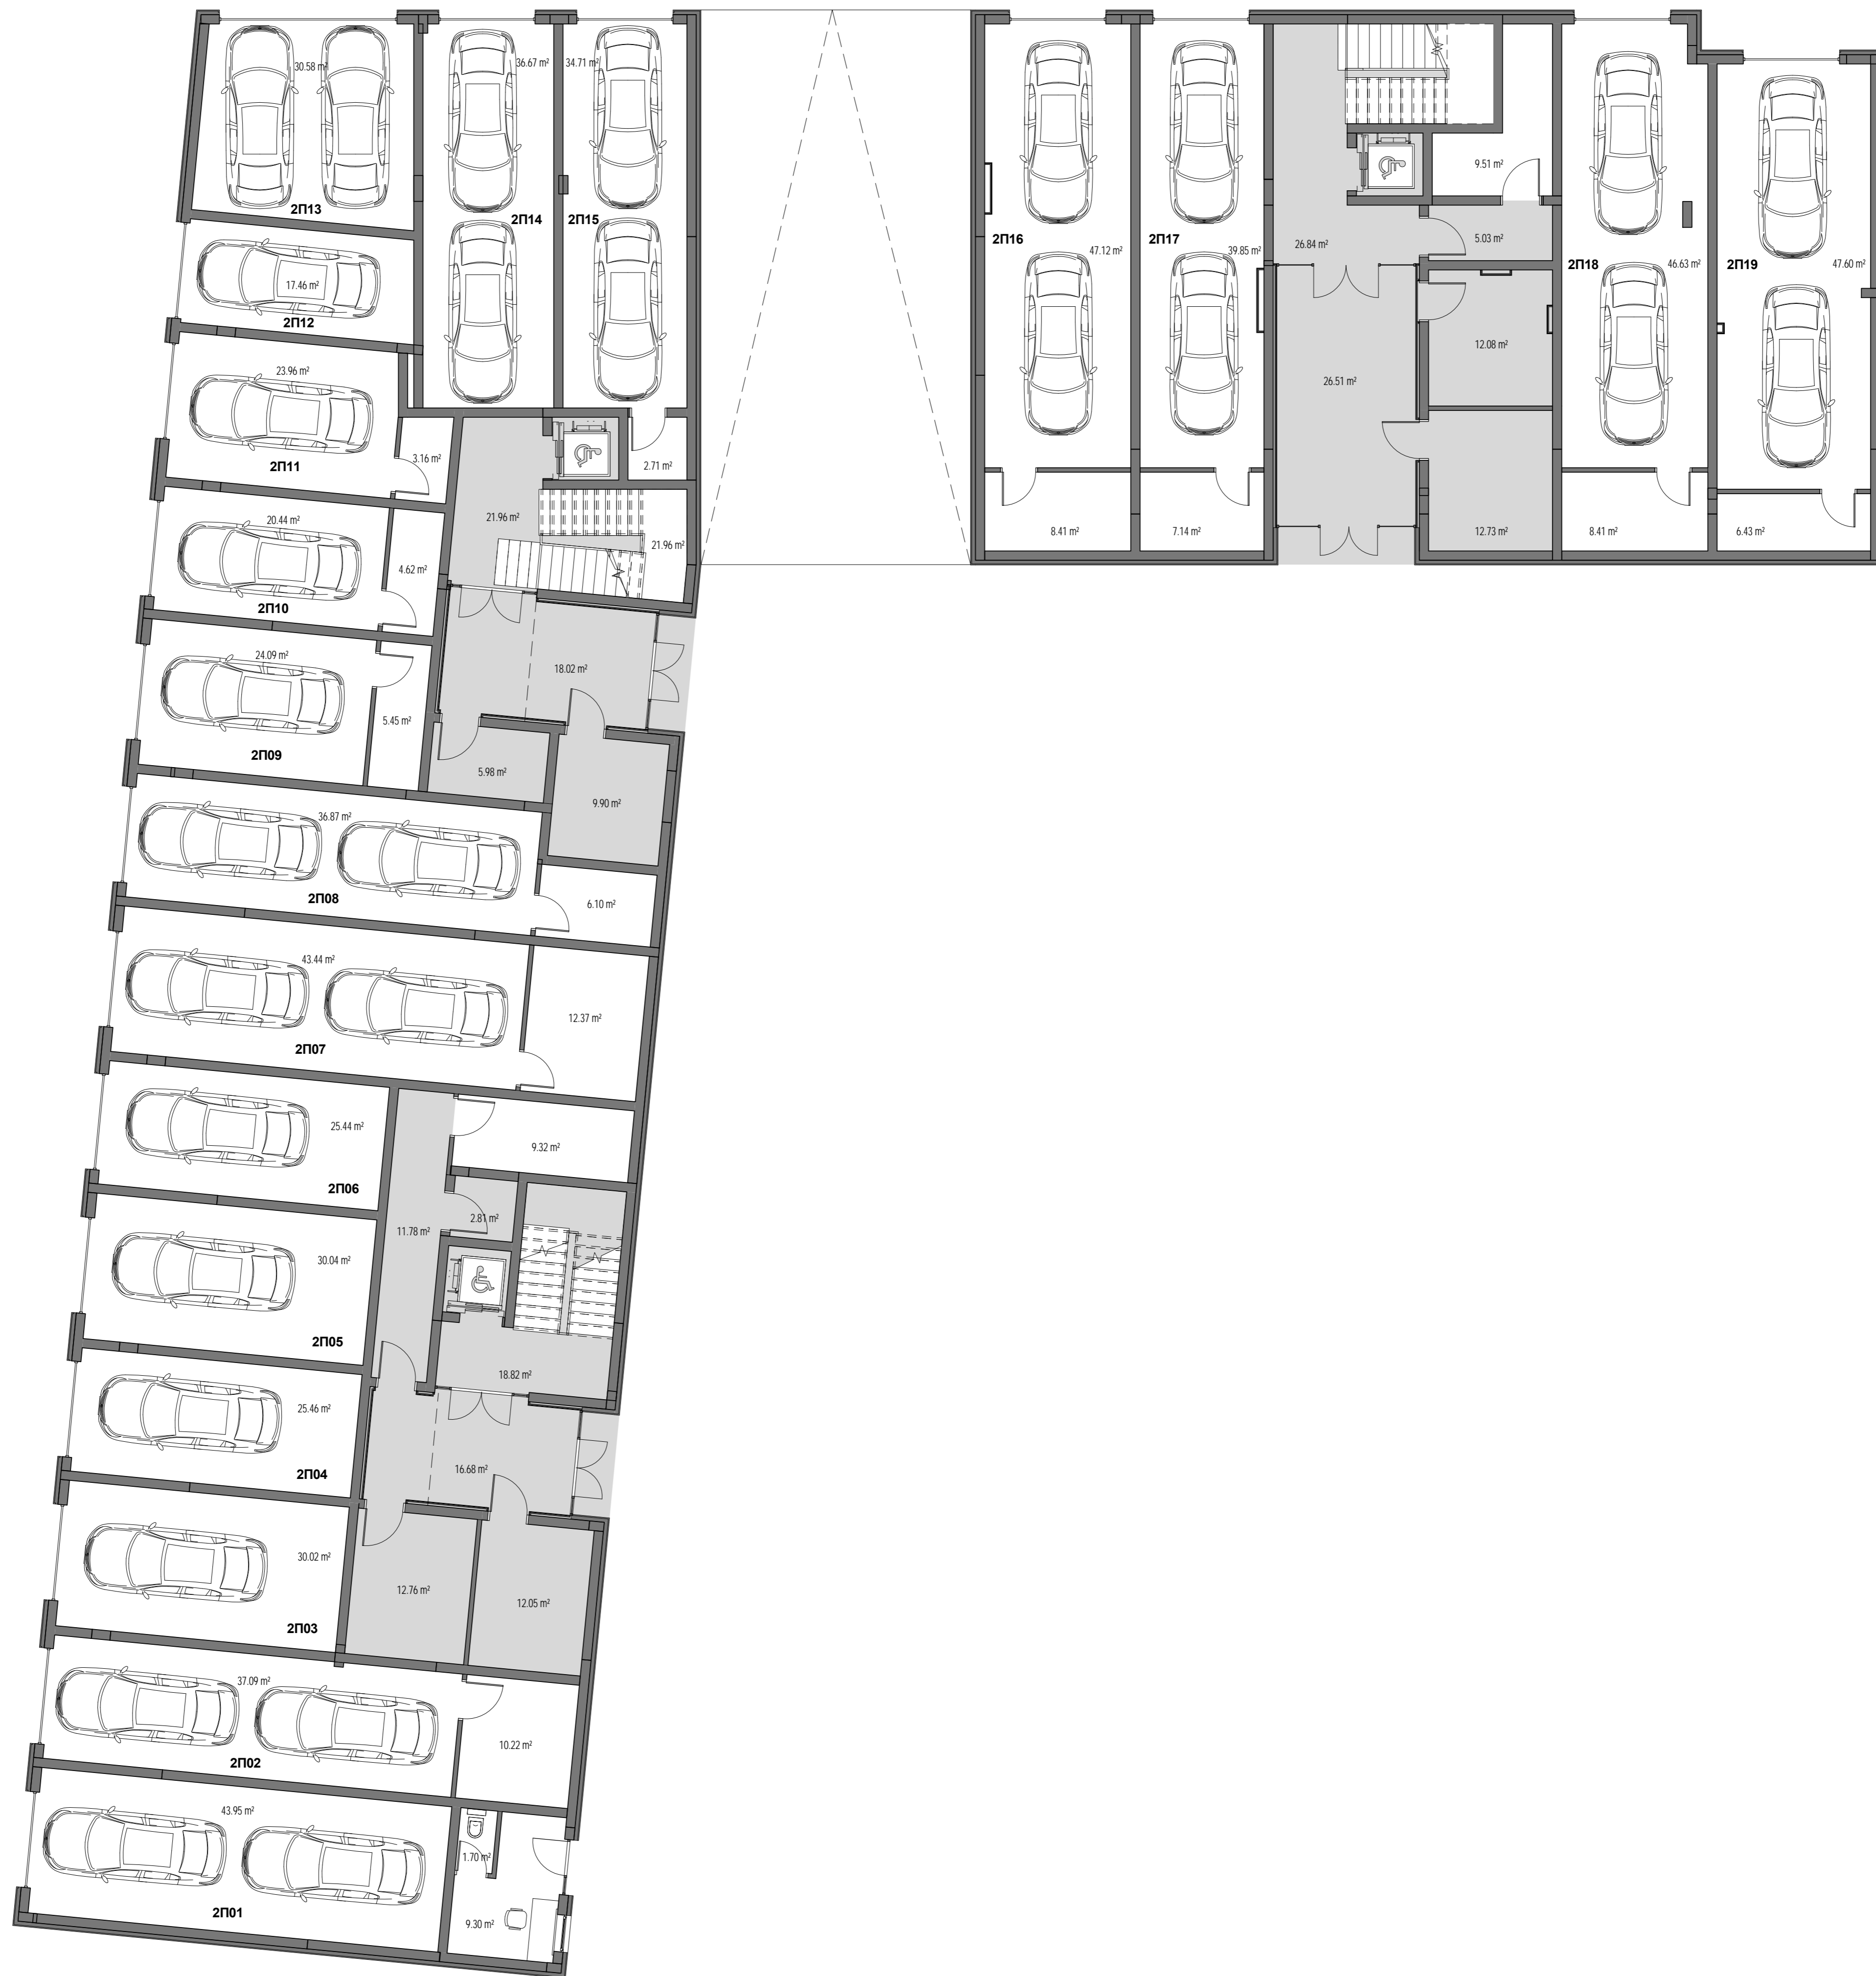 30.58 m²
2П13
36.67 m²
2П14
34.71 m²
2П15
2.71 m²
17.46 m²
2П12
23.96 m²
2П11
3.16 m²
20.44 m²
2П10
4.62 m²
21.96 m²
21.96 m²
24.09 m²
2П09
5.45 m²
18.02 m²
5.98 m²
9.90 m²
36.87 m²
2П08
6.10 m²
43.44 m²
2П07
12.37 m²
25.44 m²
2П06
9.32 m²
2.81 m²
11.78 m²
30.04 m²
2П05
18.82 m²
25.46 m²
2П04
16.68 m²
30.02 m²
2П03
12.76 m²
12.05 m²
37.09 m²
2П02
10.22 m²
43.95 m²
2П01
1.70 m²
9.30 m²
2П16
47.12 m²
8.41 m²
2П17
39.85 m²
7.14 m²
26.84 m²
9.51 m²
5.03 m²
12.08 m²
26.51 m²
12.73 m²
2П18
46.63 m²
8.41 m²
2П19
47.60 m²
6.43 m²